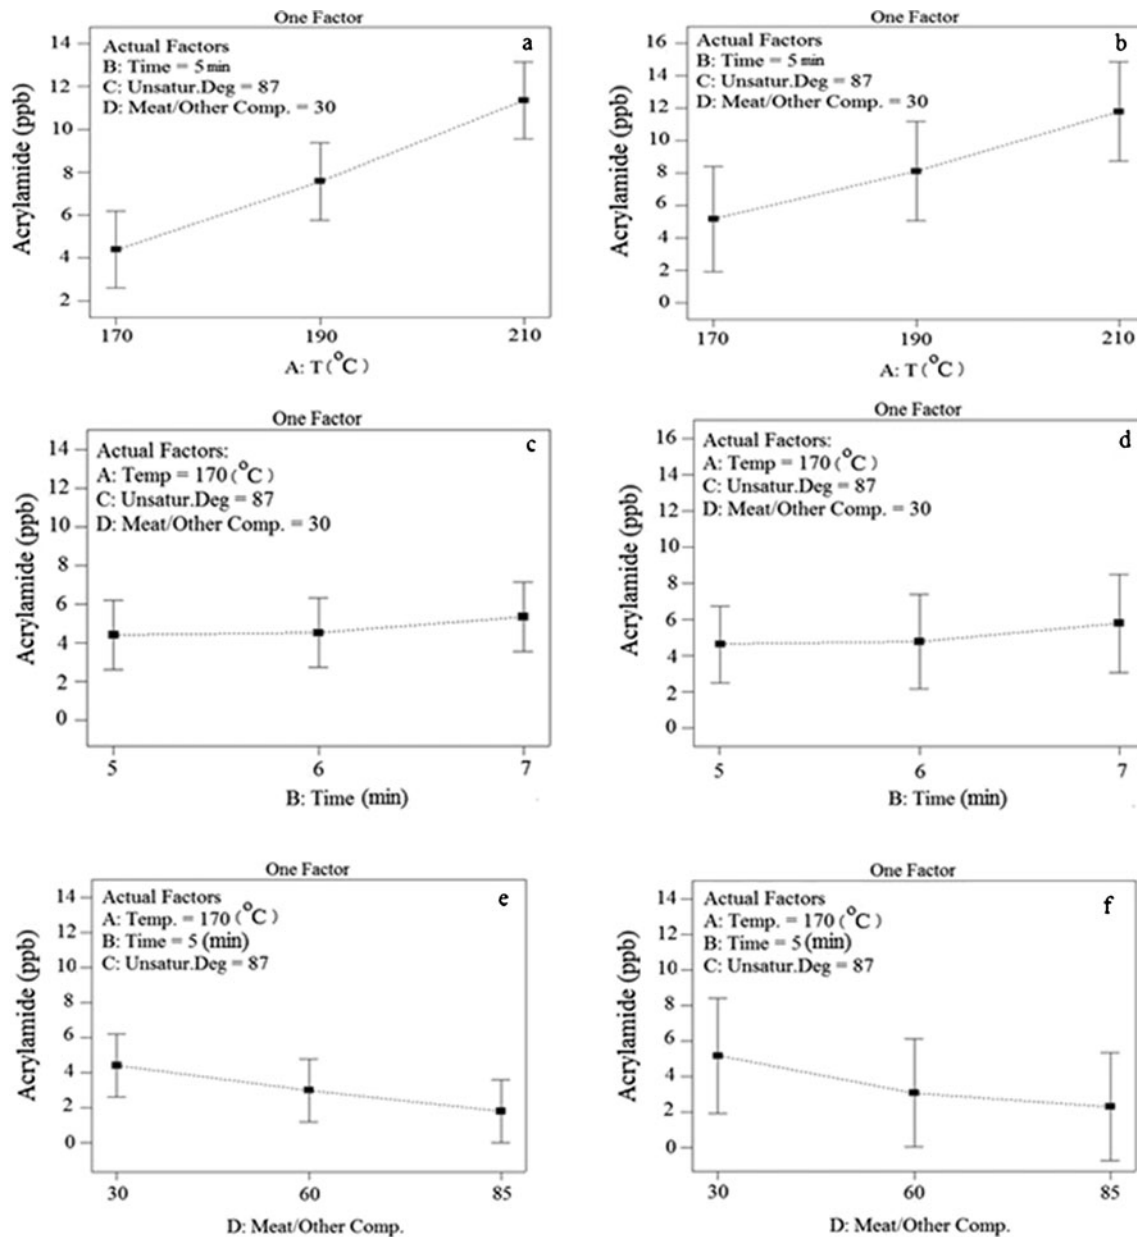 One Factor
a
Actual Factors
B: Time = 5 min
C: Unsatur.Deg = 87
D: Meat/Other Comp. = 30
Acrylamide (ppb)
14
12
10
8
6
4
2
170
190
210
A: T(°C)
One Factor
b
Actual Factors
B: Time = 5 min
C: Unsatur.Deg = 87
D: Meat/Other Comp. = 30
Acrylamide (ppb)
16
14
12
10
8
6
4
2
0
170
190
210
A: T(°C)
One Factor
c
Actual Factors:
A: Temp = 170(°C)
C: Unsatur.Deg = 87
D: Meat/Other Comp. = 30
Acrylamide (ppb)
14
12
10
8
6
4
2
0
5
6
7
B: Time (min)
One Factor
d
Actual Factors:
A: Temp = 170(°C)
C: Unsatur.Deg = 87
D: Meat/Other Comp. = 30
Acrylamide (ppb)
16
14
12
10
8
6
4
2
0
5
6
7
B: Time (min)
One Factor
e
Actual Factors
A: Temp. = 170(°C)
B: Time = 5 (min)
C: Unsatur.Deg = 87
Acrylamide (ppb)
14
12
10
8
6
4
2
0
30
60
85
D: Meat/Other Comp.
One Factor
f
Actual Factors
A: Temp. = 170(°C)
B: Time = 5 (min)
C: Unsatur.Deg = 87
Acrylamide (ppb)
14
12
10
8
6
4
2
0
30
60
85
D: Meat/Other Comp.